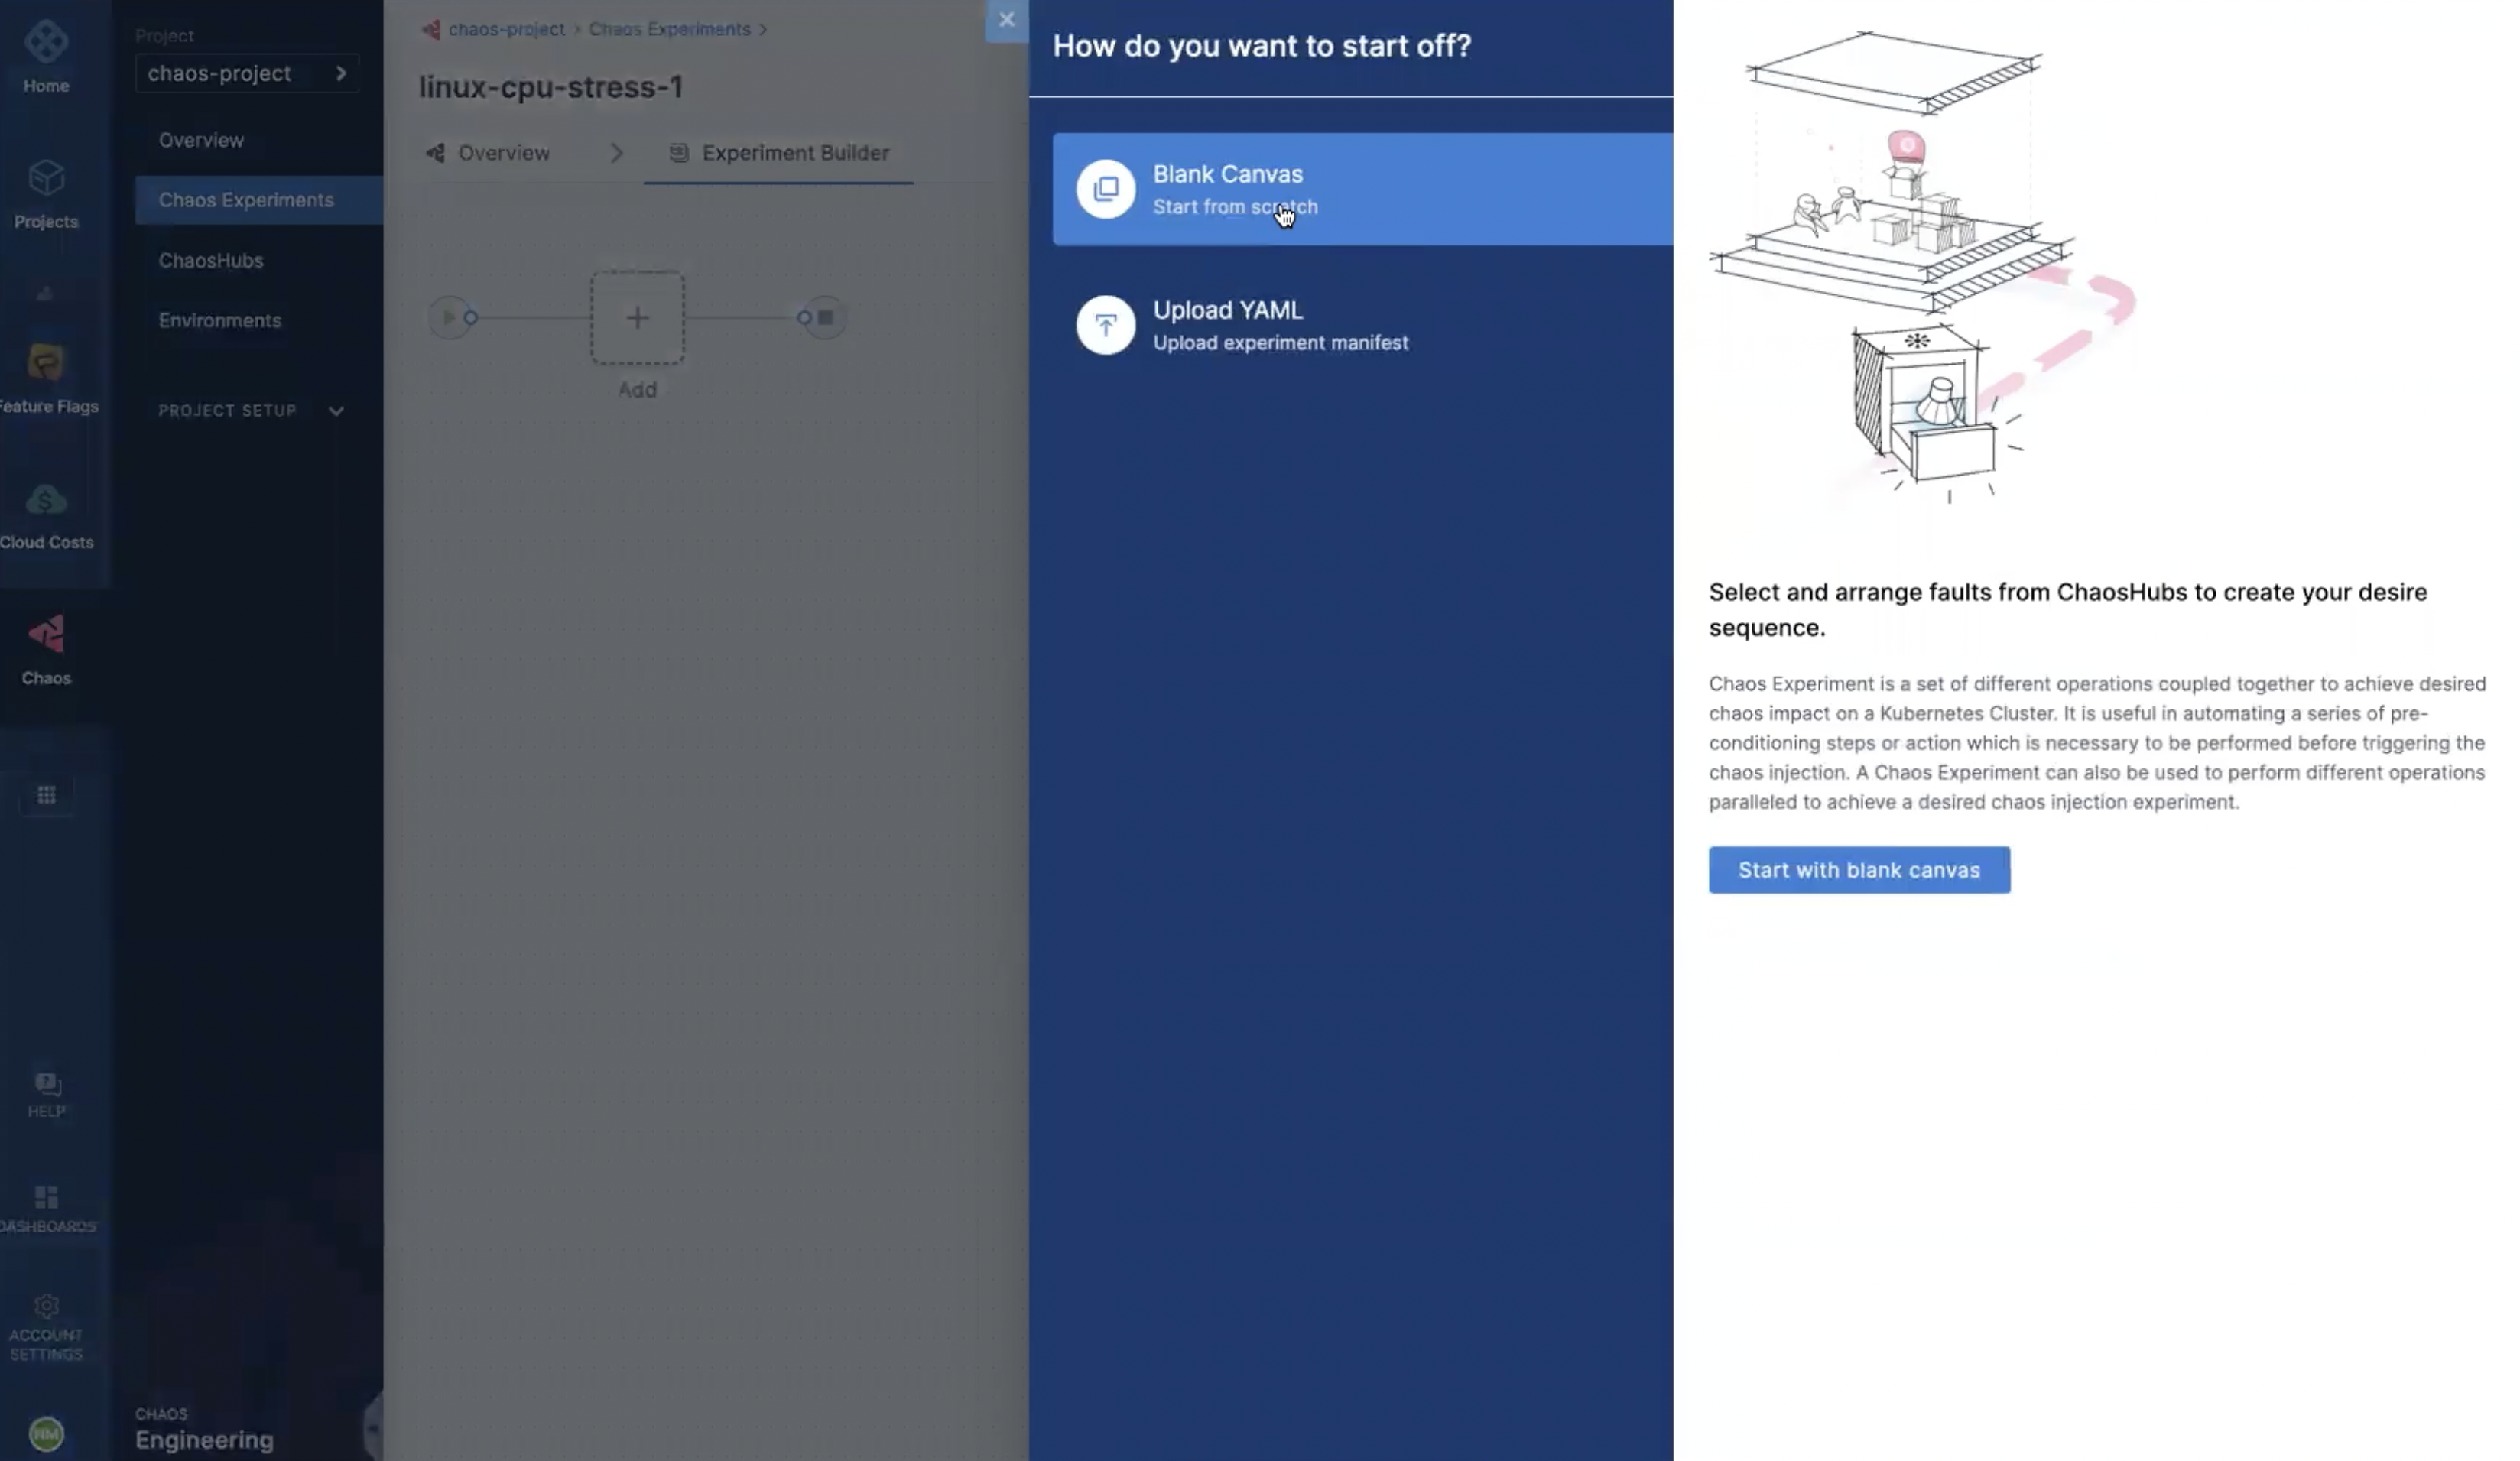 Home
Projects
Feature Flags
Cloud Costs
Chaos
HELP
DASHBOARDS
ACCOUNT
SETTINGS
NM
Project
chaos-project
Overview
Chaos Experiments
ChaosHubs
Environments
PROJECT SETUP
CHAOS
Engineering
chaos-project > Chaos Experiments >
linux-cpu-stress-1
Overview
Experiment Builder
Add
How do you want to start off?
Blank Canvas
Start from scratch
Upload YAML
Upload experiment manifest
Select and arrange faults from ChaosHubs to create your desire
sequence.
Chaos Experiment is a set of different operations coupled together to achieve desired
chaos impact on a Kubernetes Cluster. It is useful in automating a series of pre-
conditioning steps or action which is necessary to be performed before triggering the
chaos injection. A Chaos Experiment can also be used to perform different operations
paralleled to achieve a desired chaos injection experiment.
Start with blank canvas